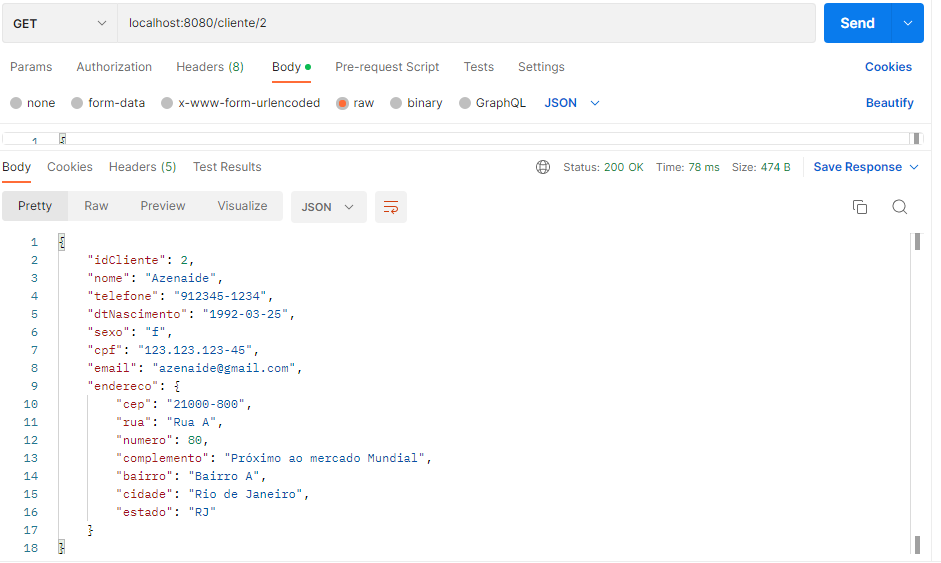 GET localhost:8080/cliente/2 Send
Params Authorization Headers (8) Body Pre-request Script Tests Settings Cookies
none form-data x-www-form-urlencoded raw binary GraphQL JSON Beautify
1 {
Body Cookies Headers (5) Test Results Status: 200 OK Time: 78 ms Size: 474 B Save Response
Pretty Raw Preview Visualize JSON
1 {
2 "idCliente": 2,
3 "nome": "Azenaide",
4 "telefone": "912345-1234",
5 "dtNascimento": "1992-03-25",
6 "sexo": "f",
7 "cpf": "123.123.123-45",
8 "email": "azenaide@gmail.com",
9 "endereco": {
10 "cep": "21000-800",
11 "rua": "Rua A",
12 "numero": 80,
13 "complemento": "Próximo ao mercado Mundial",
14 "bairro": "Bairro A",
15 "cidade": "Rio de Janeiro",
16 "estado": "RJ"
17 }
18 }